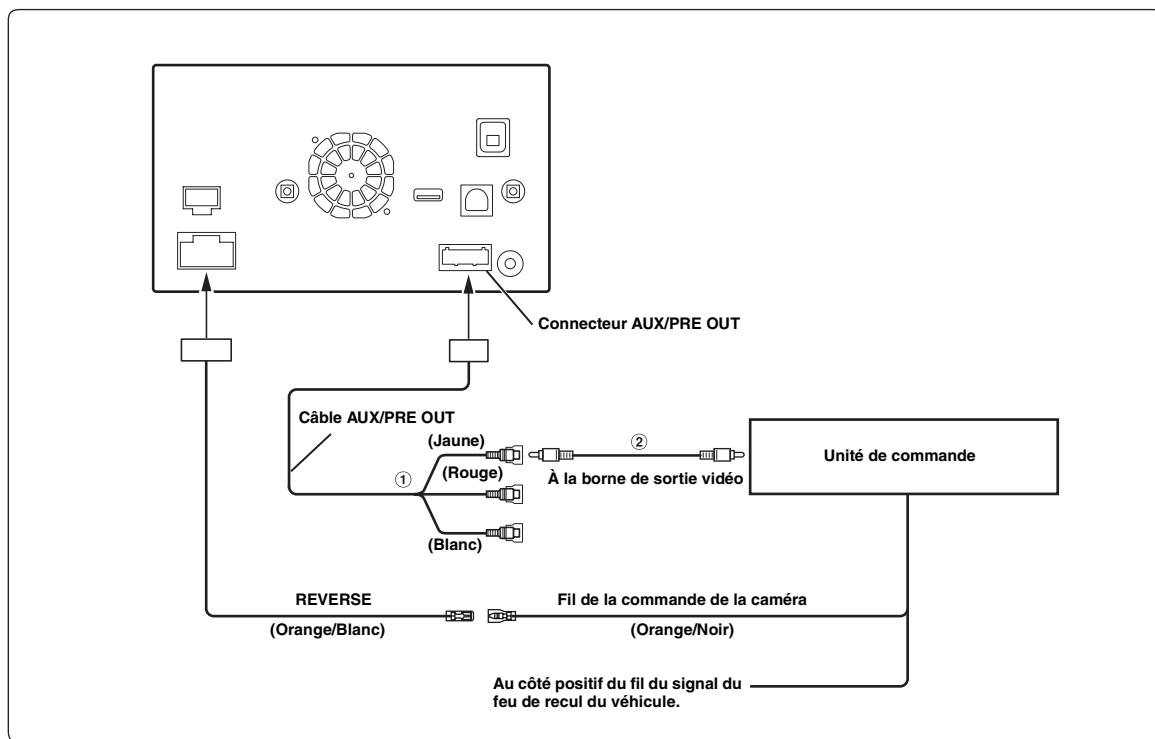 Connecteur AUX/PRE OUT
Câble AUX/PRE OUT
(Jaune)
②
(Rouge)
①
À la borne de sortie vidéo
Unité de commande
(Blanc)
REVERSE
(Orange/Blanc)
Fil de la commande de la caméra
(Orange/Noir)
Au côté positif du fil du signal du
feu de recul du véhicule.